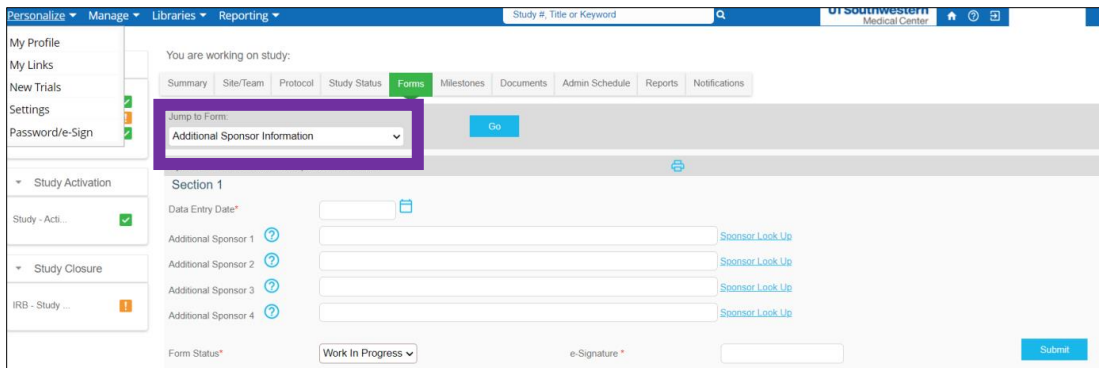 Personalize Manage Libraries Reporting Study #, Title or Keyword UT Southwestern
Medical Center
My Profile
My Links
New Trials
Settings
Password/e-Sign
You are working on study:
Summary Site/Team Protocol Study Status Forms Milestones Documents Admin Schedule Reports Notifications
Jump to Form:
Additional Sponsor Information Go
Study Activation
Study - Acti...
Study Closure
IRB - Study ...
Section 1
Data Entry Date*
Additional Sponsor 1 ? Sponsor Look Up
Additional Sponsor 2 ? Sponsor Look Up
Additional Sponsor 3 ? Sponsor Look Up
Additional Sponsor 4 ? Sponsor Look Up
Form Status* Work In Progress e-Signature * Submit